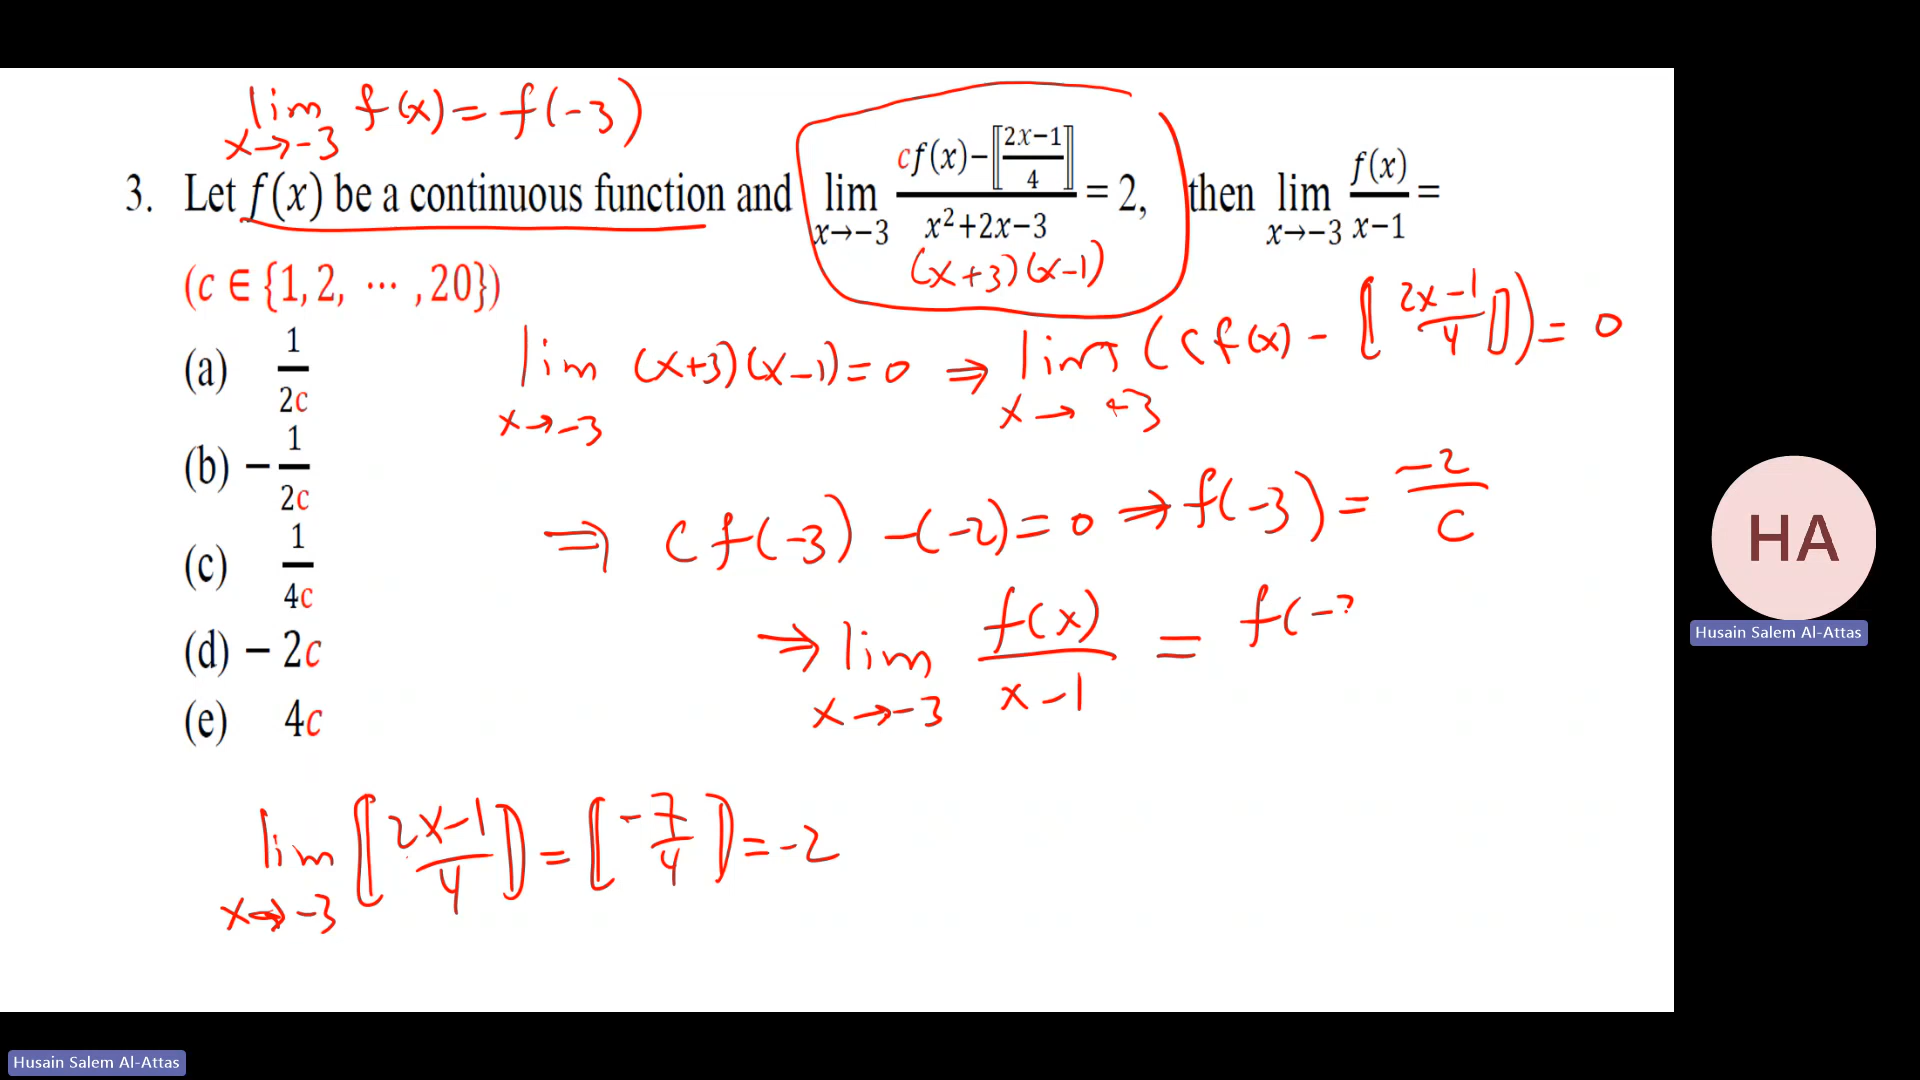 lim x→-3 f(x) = f(-3)
3. Let f(x) be a continuous function and lim x→-3 (cf(x)-⟦(2x-1)/4⟧)/(x²+2x-3) = 2, then lim x→-3 f(x)/(x-1) =
(x+3)(x-1)
(c ∈ {1, 2, ⋯ , 20})
(a) 1/2c
lim x→-3 (x+3)(x-1) = 0 ⇒ lim x→-3 (cf(x) - ⟦(2x-1)/4⟧) = 0
(b) - 1/2c
(c) 1/4c
⇒ cf(-3) -(-2) = 0 ⇒ f(-3) = -2/c
(d) - 2c
⇒ lim x→-3 f(x)/(x-1) = f(-3
(e) 4c
lim x→-3 ⟦(2x-1)/4⟧ = ⟦-7/4⟧ = -2
HA
Husain Salem Al-Attas
Husain Salem Al-Attas